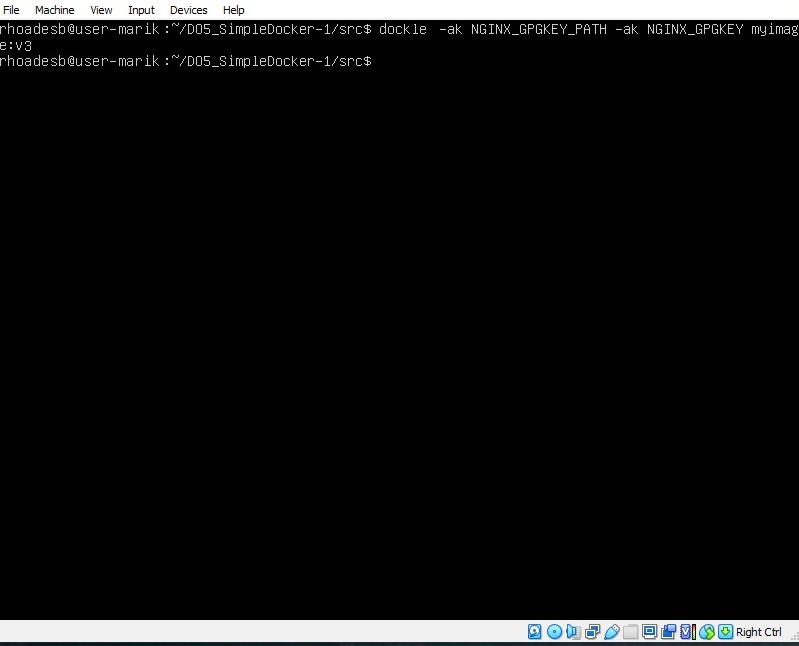 File Machine View Input Devices Help
rhoadesb@user-marik:~/DO5_SimpleDocker-1/src$ dockle -ak NGINX_GPGKEY_PATH -ak NGINX_GPGKEY myimag
e:v3
rhoadesb@user-marik:~/DO5_SimpleDocker-1/src$
Right Ctrl